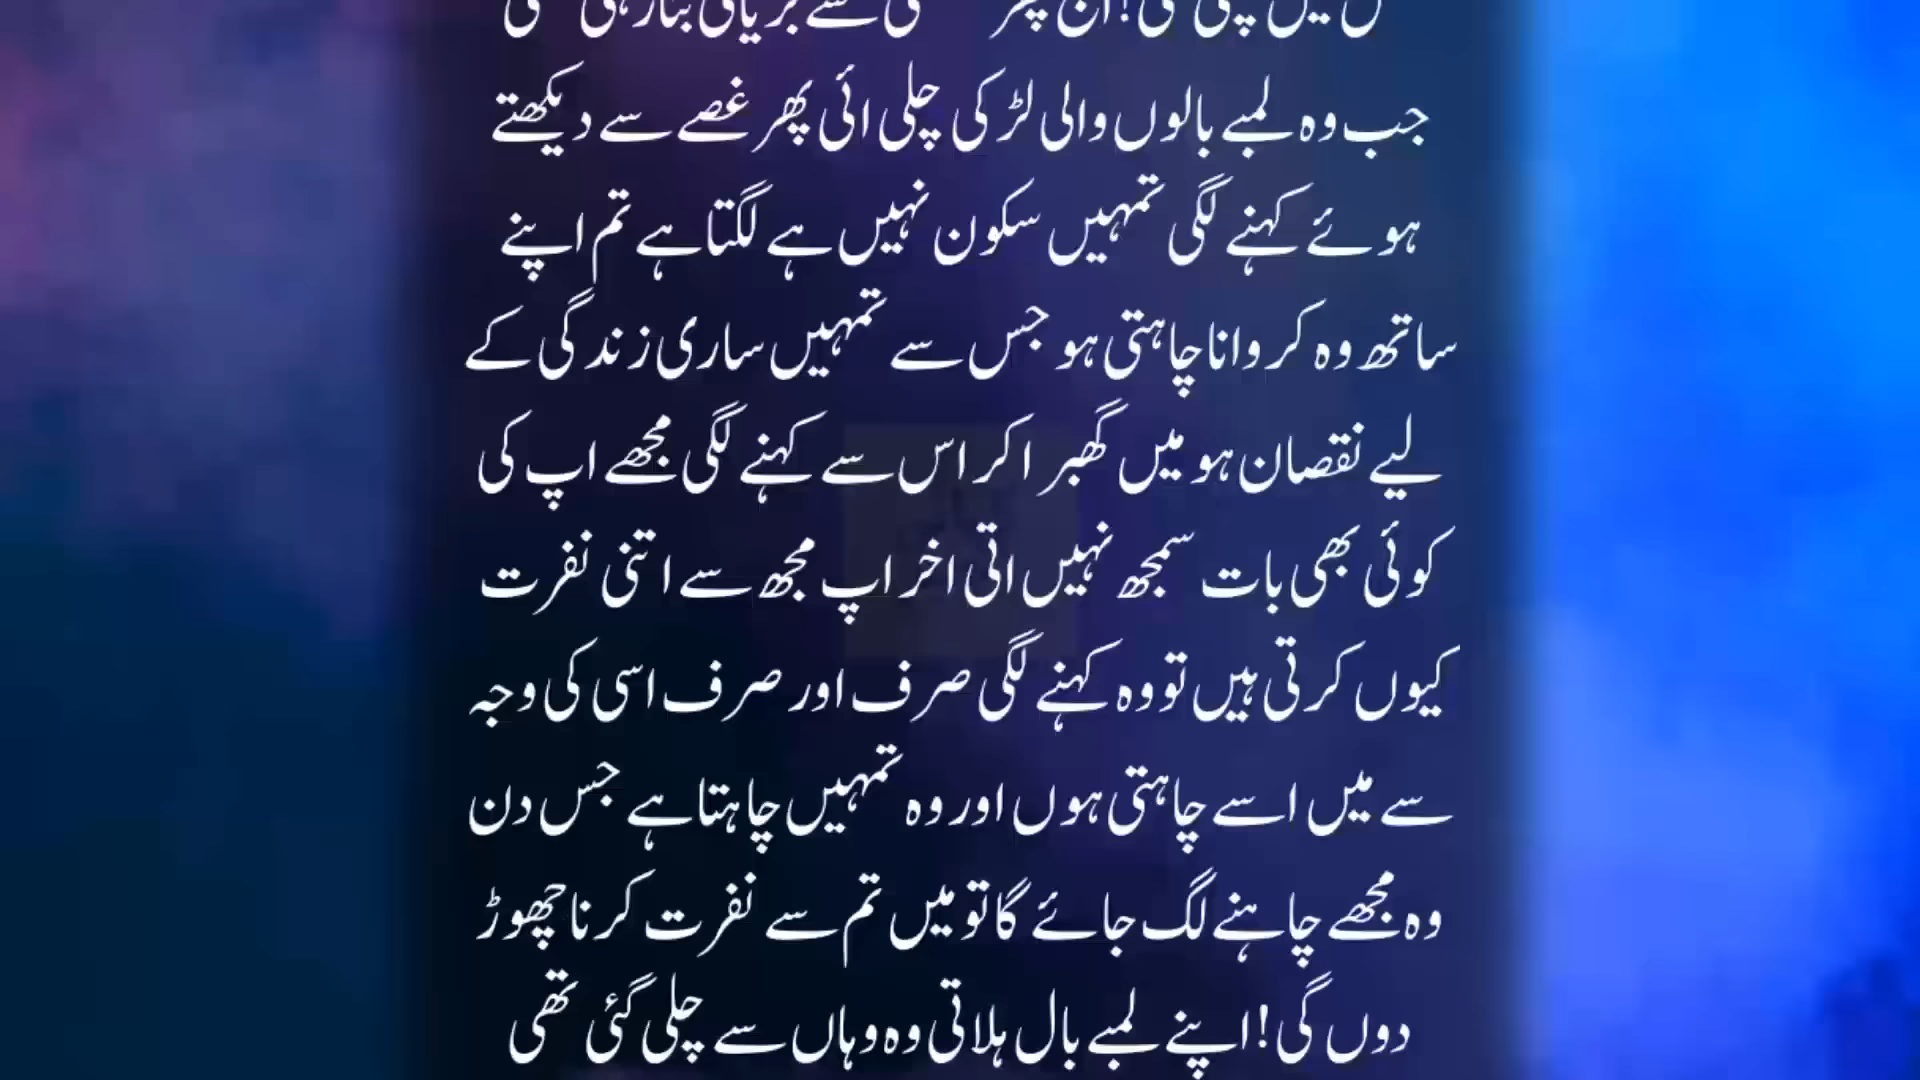 سے بریانی بنا رہی تھی
جب وہ لمبے بالوں والی لڑکی چلی ائی پھر غصے سے دیکھتے
ہوئے کہنے لگی تمہیں سکون نہیں ہے لگتا ہے تم اپنے
ساتھ وہ کروانا چاہتی ہو جس سے تمہیں ساری زندگی کے
لیے نقصان ہو میں گھبرا کر اس سے کہنے لگی مجھے اپ کی
کوئی بھی بات سمجھ نہیں اتی اخر اپ مجھ سے اتنی نفرت
کیوں کرتی ہیں تو وہ کہنے لگی صرف اور صرف اسی کی وجہ
سے میں اسے چاہتی ہوں اور وہ تمہیں چاہتا ہے جس دن
وہ مجھے چاہنے لگ جائے گا تو میں تم سے نفرت کرنا چھوڑ
دوں گی! اپنے لمبے بال ہلاتی وہ وہاں سے چلی گئی تھی